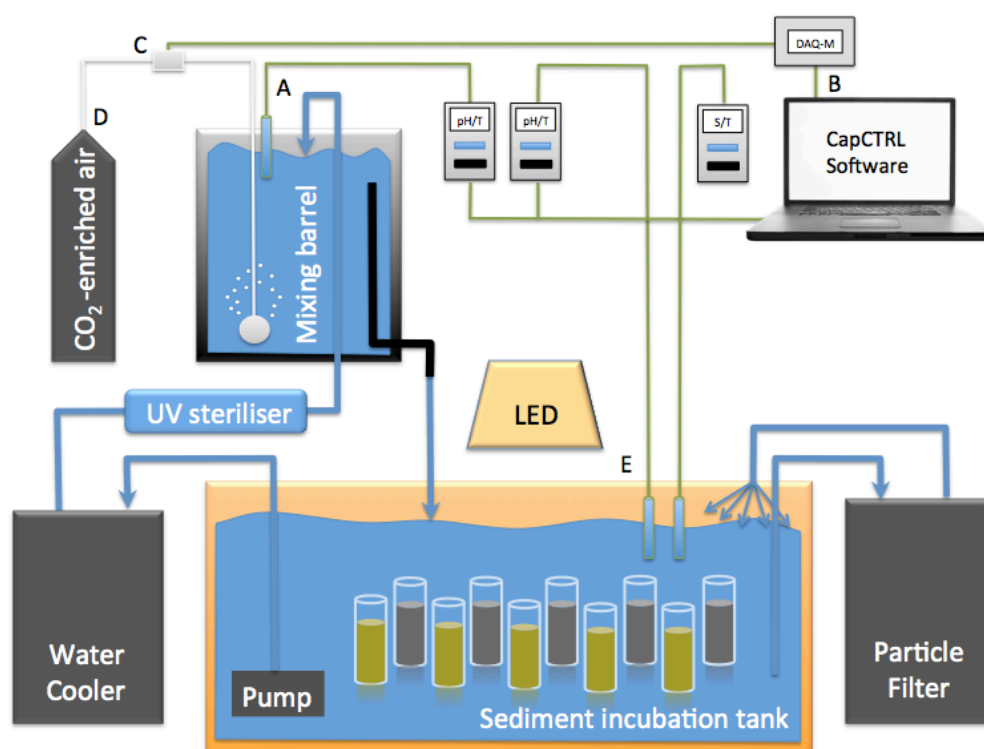 C
DAQ-M
D
A
B
pH/T
pH/T
S/T
CapCTRL
Software
CO₂-enriched air
Mixing barrel
UV steriliser
LED
E
Water
Cooler
Pump
Sediment incubation tank
Particle
Filter